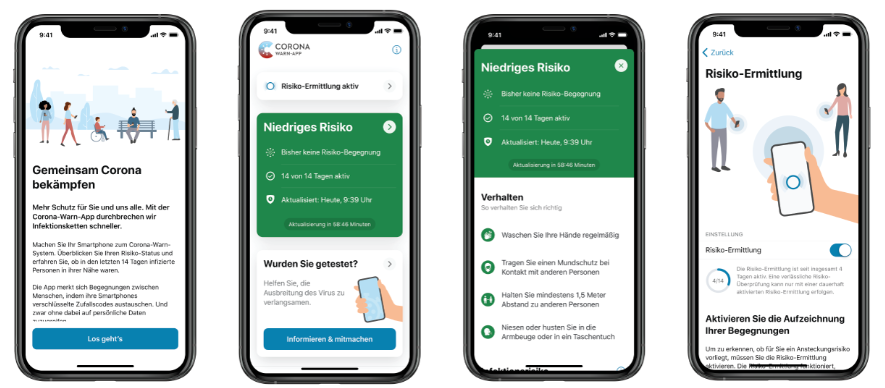 9:41
Gemeinsam Corona
bekämpfen
Mehr Schutz für Sie und uns alle. Mit der
Corona-Warn-App durchbrechen wir
Infektionsketten schneller.
Machen Sie Ihr Smartphone zum Corona-Warn-
System. Überblicken Sie Ihren Risiko-Status und
erfahren Sie, ob in den letzten 14 Tagen infizierte
Personen in ihrer Nähe waren.
Die App merkt sich Begegnungen zwischen
Menschen, indem ihre Smartphones
verschlüsselte Zufallscodes austauschen. Und
zwar ohne dabei auf persönliche Daten
zuzugreifen
Los geht's
9:41
CORONA
WARN-APP
Risiko-Ermittlung aktiv
Niedriges Risiko
Bisher keine Risiko-Begegnung
14 von 14 Tagen aktiv
Aktualisiert: Heute, 9:39 Uhr
Aktualisierung in 58:46 Minuten
Wurden Sie getestet?
Helfen Sie, die
Ausbreitung des Virus zu
verlangsamen.
Informieren & mitmachen
9:41
Niedriges Risiko
Bisher keine Risiko-Begegnung
14 von 14 Tagen aktiv
Aktualisiert: Heute, 9:39 Uhr
Aktualisierung in 58:46 Minuten
Verhalten
So verhalten Sie sich richtig.
Waschen Sie Ihre Hände regelmäßig
Tragen Sie einen Mundschutz bei
Kontakt mit anderen Personen
Halten Sie mindestens 1,5 Meter
Abstand zu anderen Personen
Niesen oder husten Sie in die
Armbeuge oder in ein Taschentuch
Infektionsrisiko
9:41
Zurück
Risiko-Ermittlung
EINSTELLUNG
Risiko-Ermittlung
4/14
Die Risiko-Ermittlung ist seit insgesamt 4
Tagen aktiv. Eine verlässliche Risiko-
Überprüfung kann nur mit einer dauerhaft
aktivierten Risiko-Ermittlung erfolgen.
Aktivieren Sie die Aufzeichnung
Ihrer Begegnungen
Um zu erkennen, ob für Sie ein Ansteckungsrisiko
vorliegt, müssen Sie die Risiko-Ermittlung
aktivieren. Die Risiko-Ermittlung funktioniert,